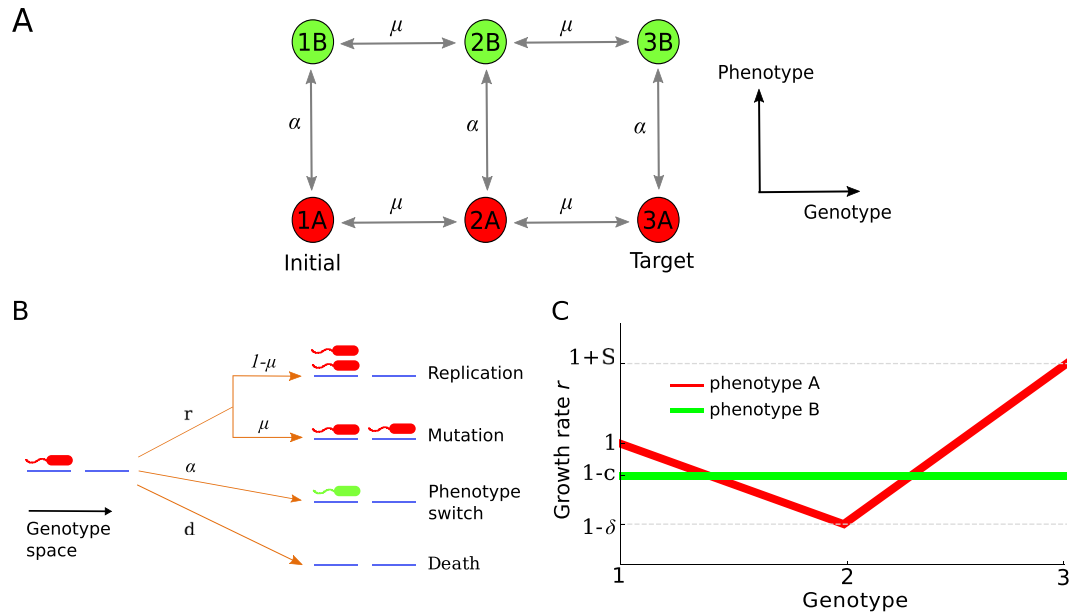 A
1B
μ
2B
μ
3B
α
α
α
1A
μ
2A
μ
3A
Initial
Target
Phenotype
Genotype
B
r
1-μ
μ
α
d
Replication
Mutation
Phenotype
switch
Death
Genotype
space
C
Growth rate r
1+S
1
1-c
1-δ
phenotype A
phenotype B
1
2
3
Genotype